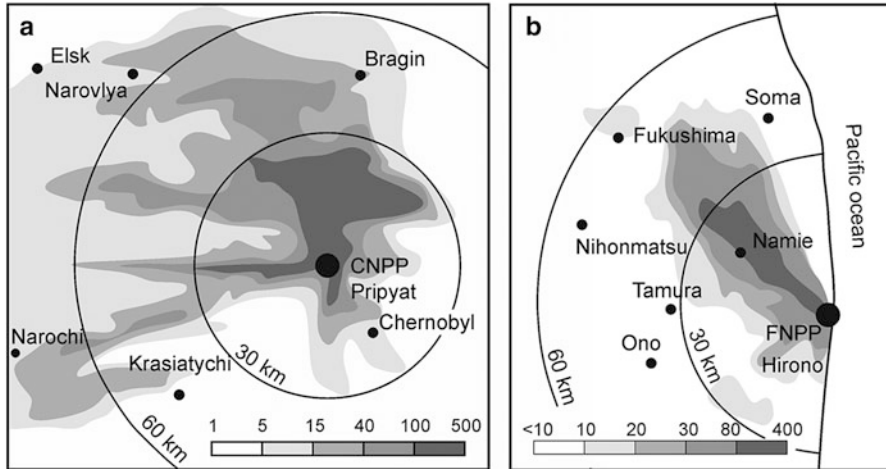 a
Elsk
Narovlya
Bragin
CNPP
Pripyat
Chernobyl
30 km
Narochi
Krasiatychi
60 km
1 5 15 40 100 500
b
Soma
Fukushima
Pacific ocean
Nihonmatsu
Namie
Tamura
30 km
FNPP
Ono
Hirono
60 km
<10 10 20 30 80 400